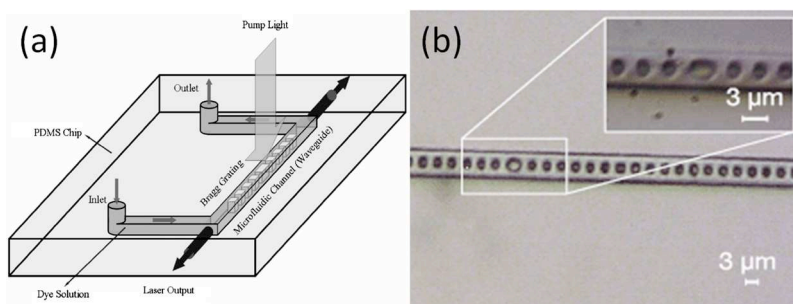 (a)
Pump Light
Outlet
PDMS Chip
Bragg Grating
Microfluidic Channel (Waveguide)
Inlet
Dye Solution
Laser Output
(b)
3 μm
3 μm